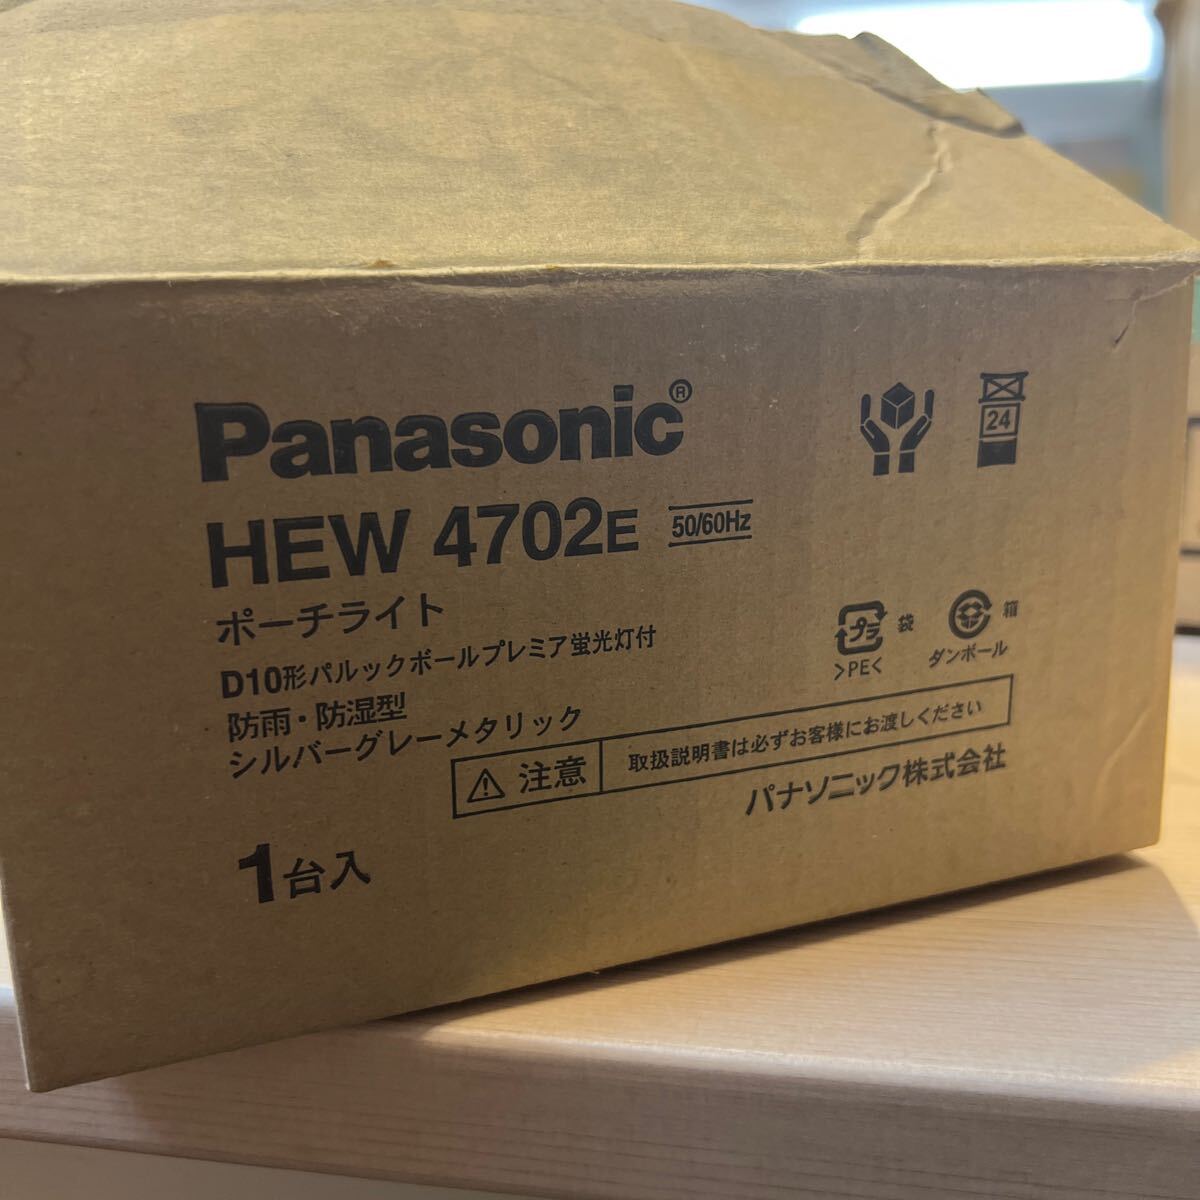 Panasonic®
HEW 4702E 50/60Hz
24
ポーチライト
D10形パルックボールプレミア蛍光灯付
防雨・防湿型
シルバーグレーメタリック
プラ 袋
>PE<
箱
ダンボール
注意 取扱説明書は必ずお客様にお渡しください
パナソニック株式会社
1台入